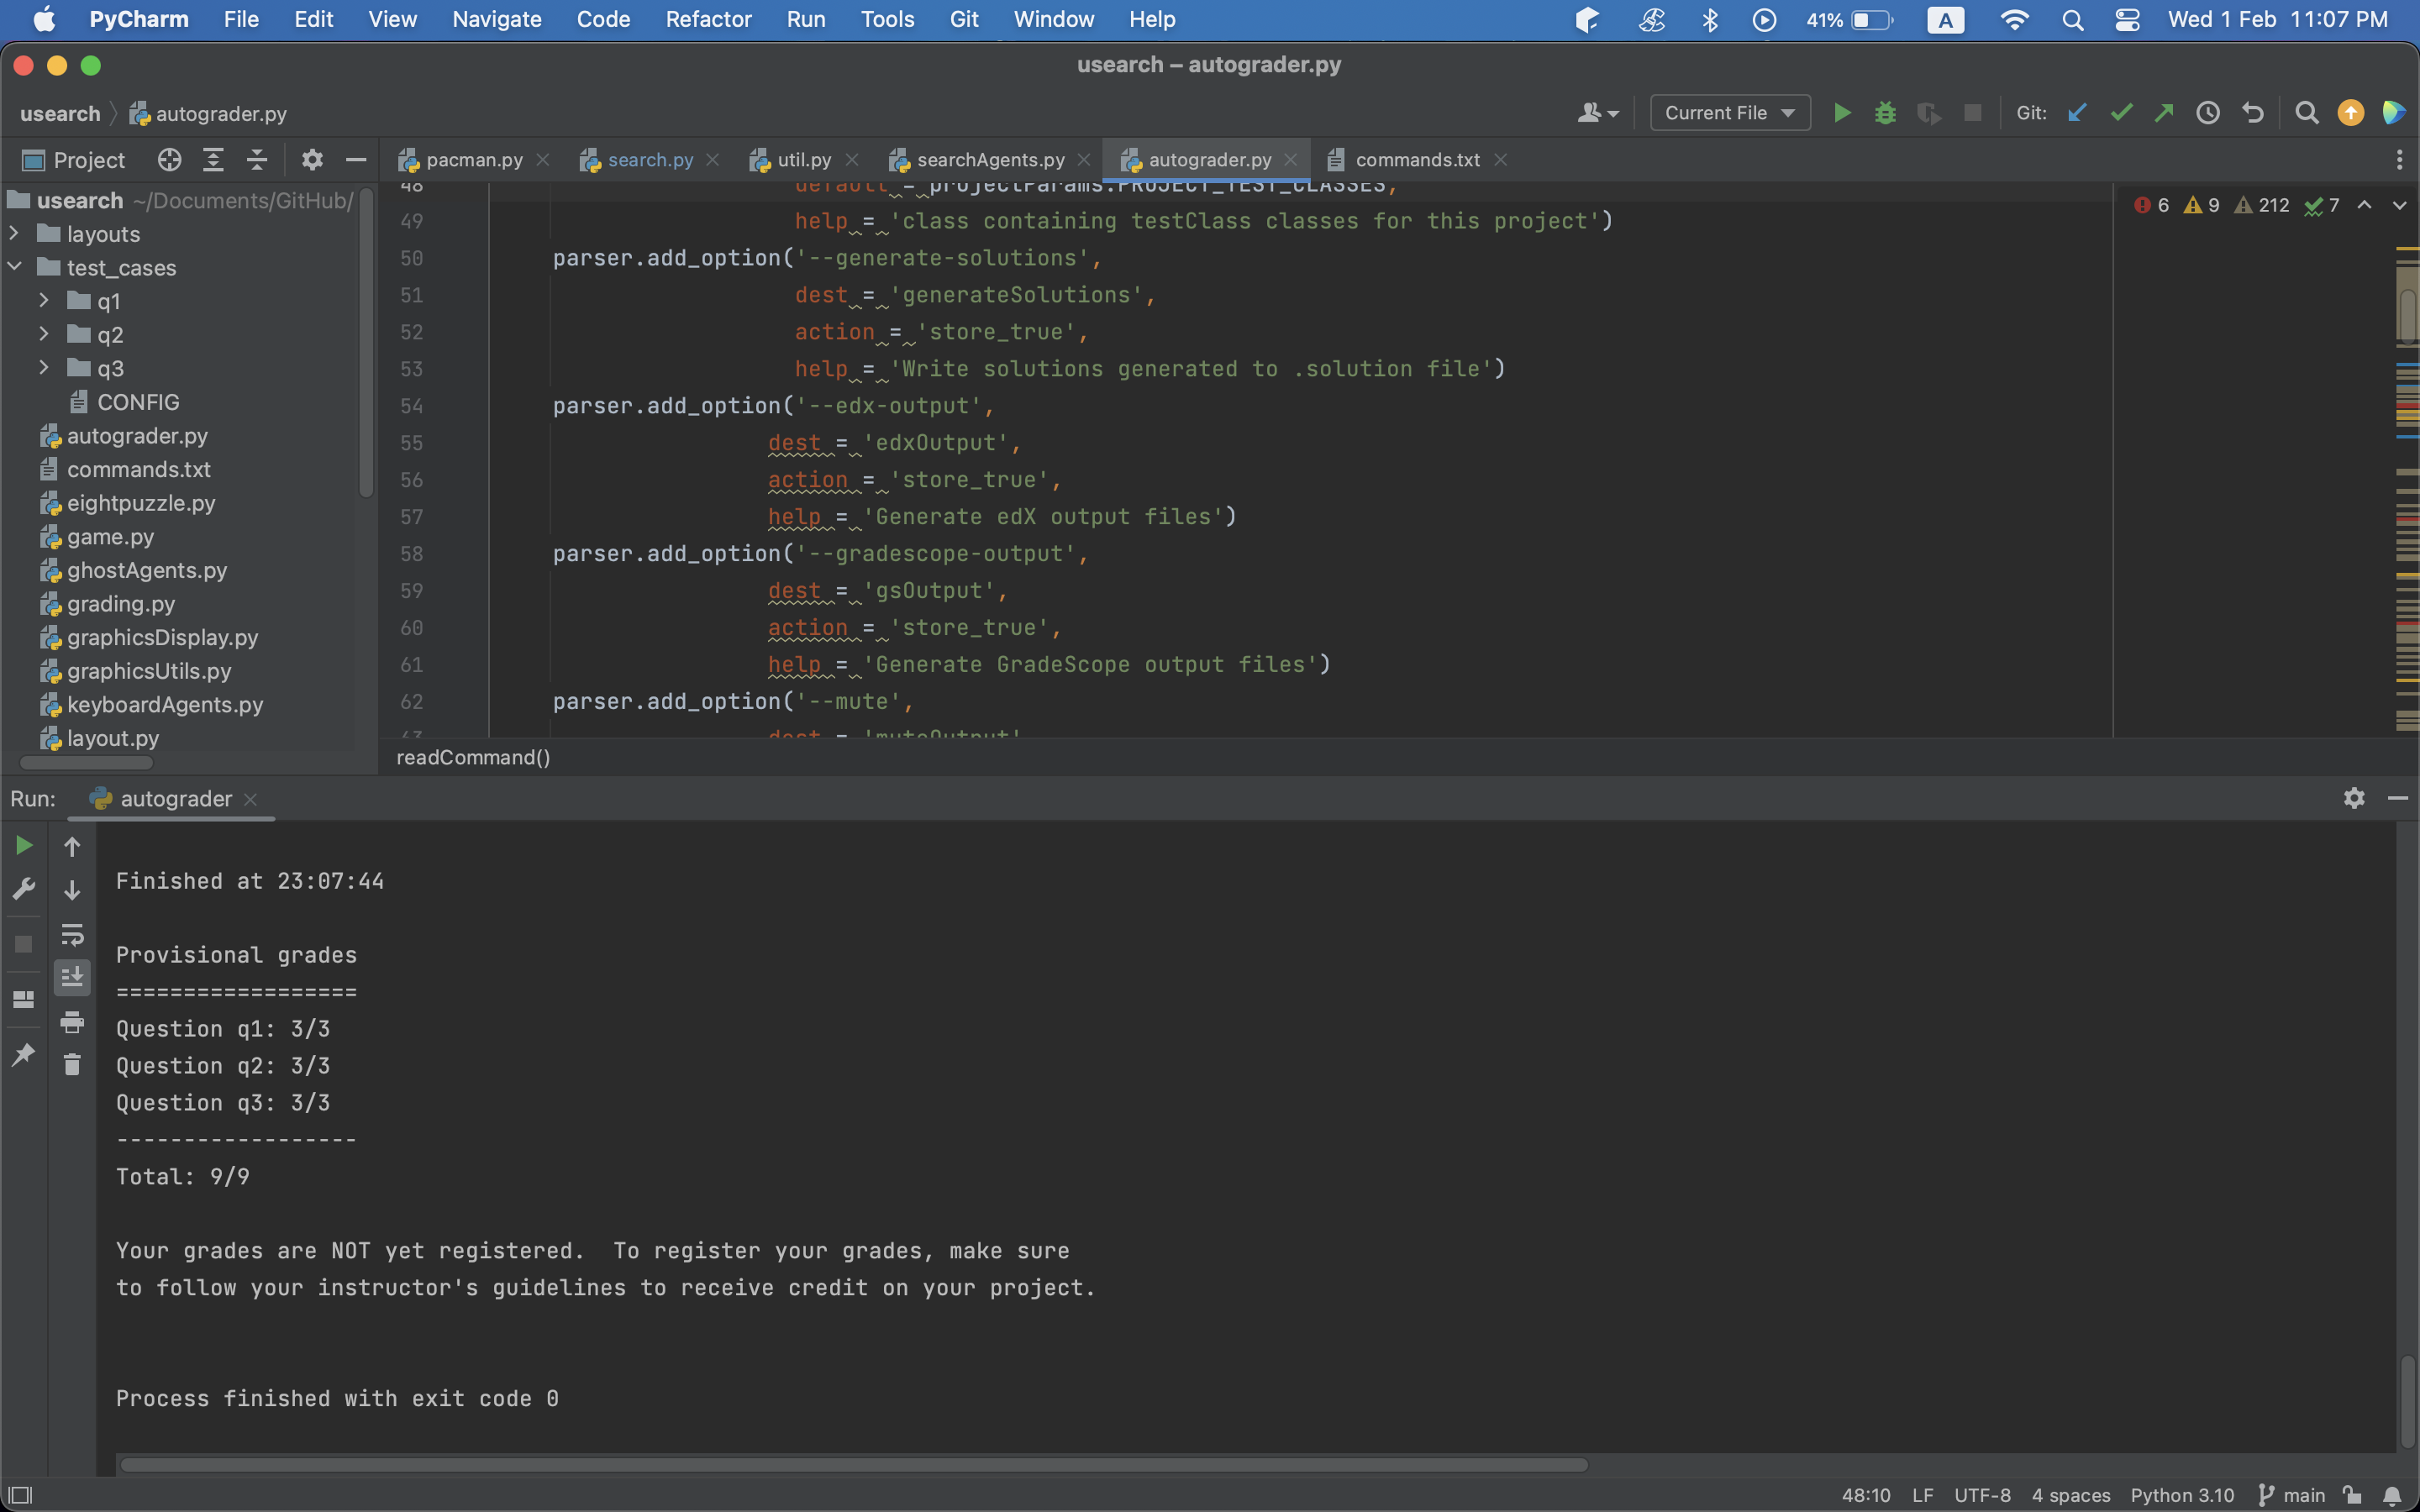 PyCharm File Edit View Navigate Code Refactor Run Tools Git Window Help 41% A Wed 1 Feb 11:07 PM
usearch – autograder.py
usearch autograder.py Current File Git:
Project pacman.py search.py util.py searchAgents.py autograder.py commands.txt
usearch ~/Documents/GitHub/
layouts
test_cases
q1
q2
q3
CONFIG
autograder.py
commands.txt
eightpuzzle.py
game.py
ghostAgents.py
grading.py
graphicsDisplay.py
graphicsUtils.py
keyboardAgents.py
layout.py
6 9 212 7
48 default = projectParams.PROJECT_TEST_CLASSES,
49 help = 'class containing testClass classes for this project')
50 parser.add_option('--generate-solutions',
51 dest = 'generateSolutions',
52 action = 'store_true',
53 help = 'Write solutions generated to .solution file')
54 parser.add_option('--edx-output',
55 dest = 'edxOutput',
56 action = 'store_true',
57 help = 'Generate edX output files')
58 parser.add_option('--gradescope-output',
59 dest = 'gsOutput',
60 action = 'store_true',
61 help = 'Generate GradeScope output files')
62 parser.add_option('--mute',
63 dest = 'muteOutput'
readCommand()
Run: autograder
Finished at 23:07:44
Provisional grades
==================
Question q1: 3/3
Question q2: 3/3
Question q3: 3/3
------------------
Total: 9/9
Your grades are NOT yet registered.  To register your grades, make sure
to follow your instructor's guidelines to receive credit on your project.
Process finished with exit code 0
48:10 LF UTF-8 4 spaces Python 3.10 main